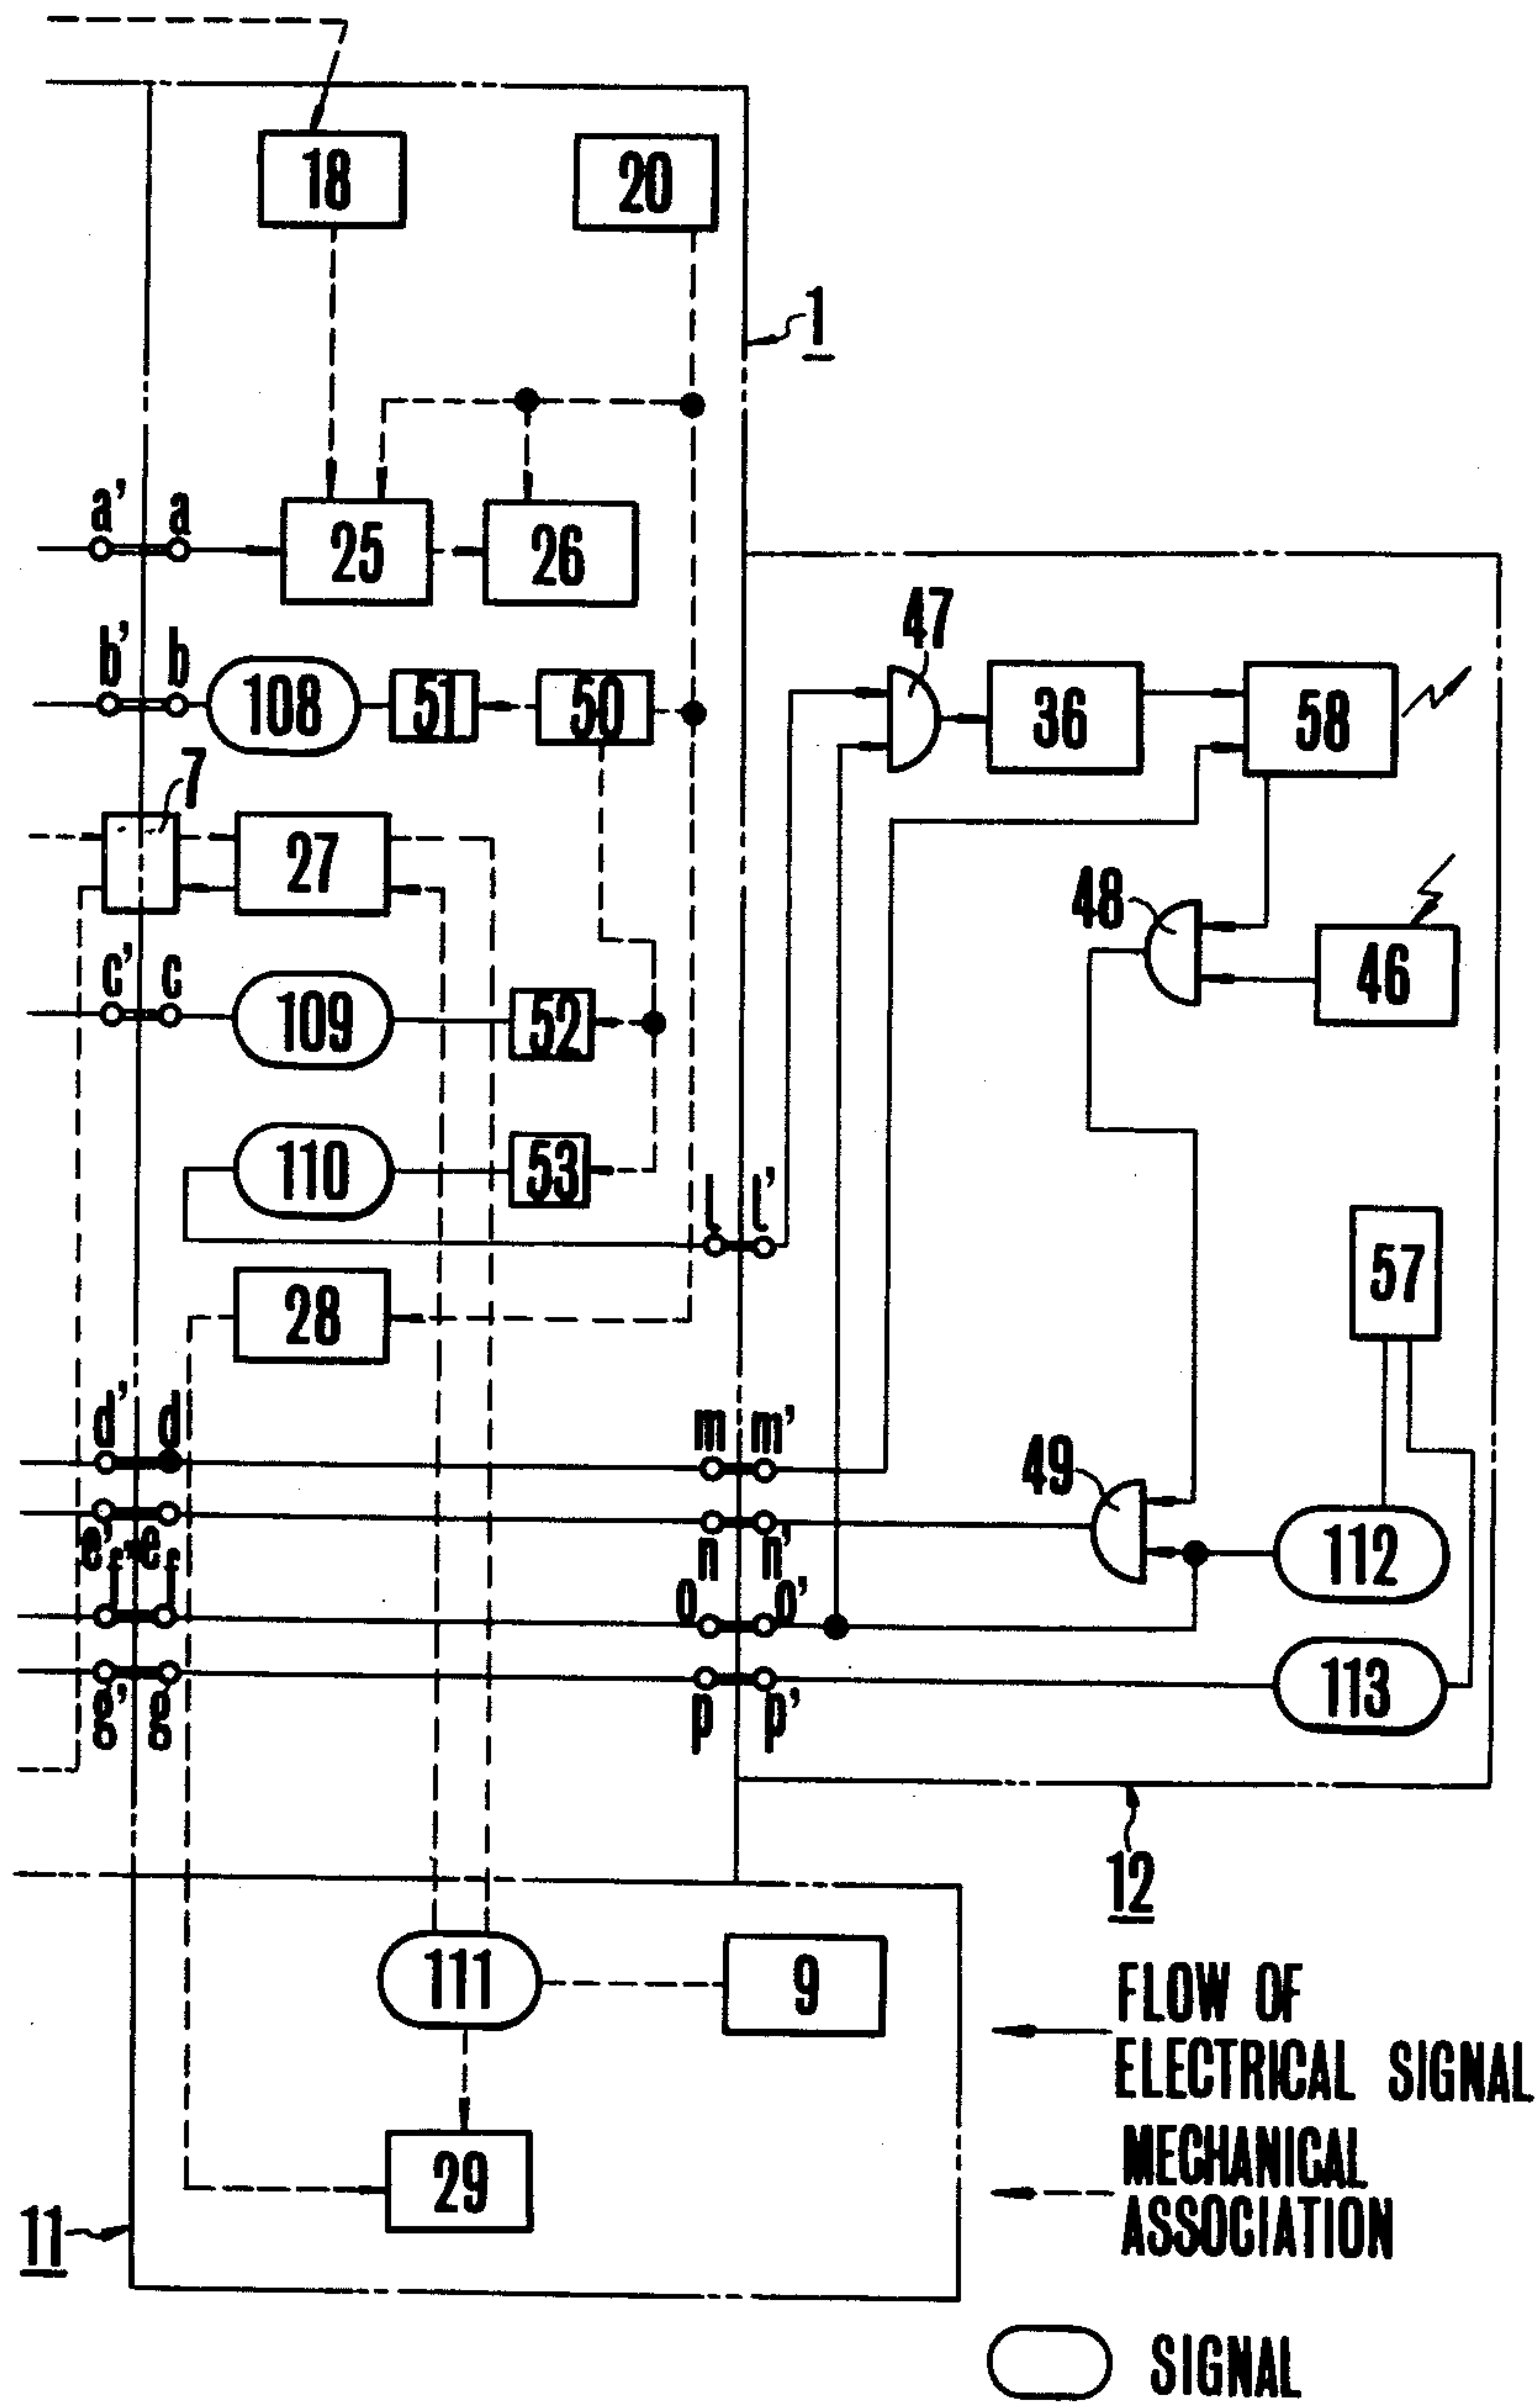 18
20
1
a' a
25
26
47
b' b
108
51
50
36
58
7
27
48
46
c' c
109
52
110
53
l l'
57
28
d' d
m m'
49
e' e
n n'
112
f' f
o o'
g' g
p p'
113
12
111
9
FLOW OF
ELECTRICAL SIGNAL
29
MECHANICAL
ASSOCIATION
11
SIGNAL